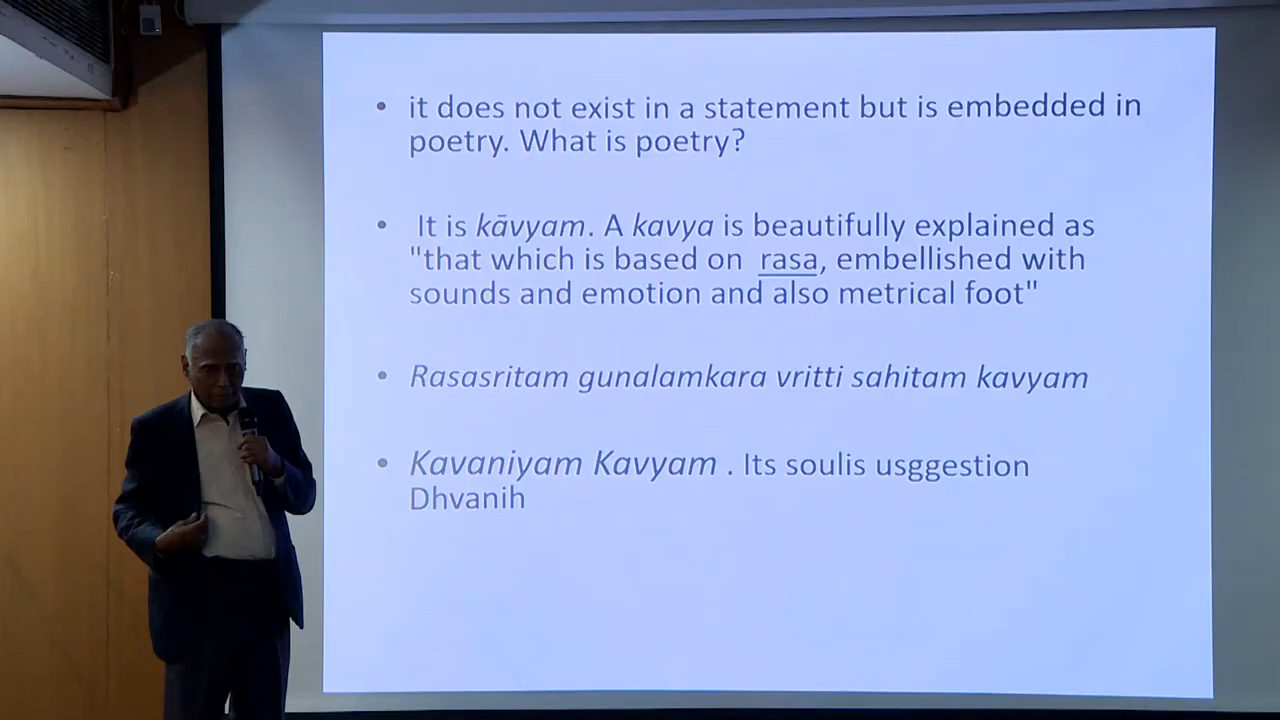 • it does not exist in a statement but is embedded in
poetry. What is poetry?
• It is kāvyam. A kavya is beautifully explained as
"that which is based on rasa, embellished with
sounds and emotion and also metrical foot"
• Rasasritam gunalamkara vritti sahitam kavyam
• Kavaniyam Kavyam . Its soulis usggestion
Dhvanih